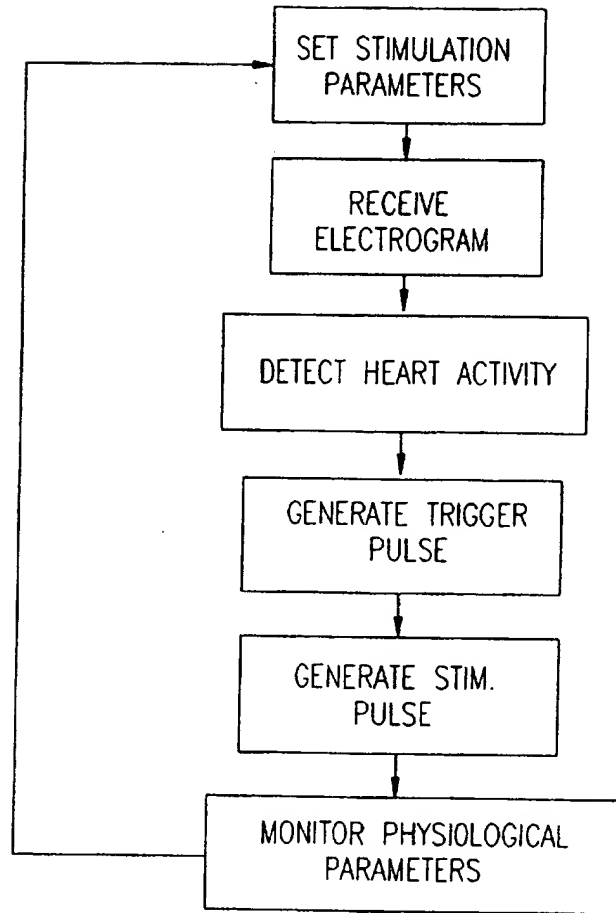 SET STIMULATION
PARAMETERS
RECEIVE
ELECTROGRAM
DETECT HEART ACTIVITY
GENERATE TRIGGER
PULSE
GENERATE STIM.
PULSE
MONITOR PHYSIOLOGICAL
PARAMETERS